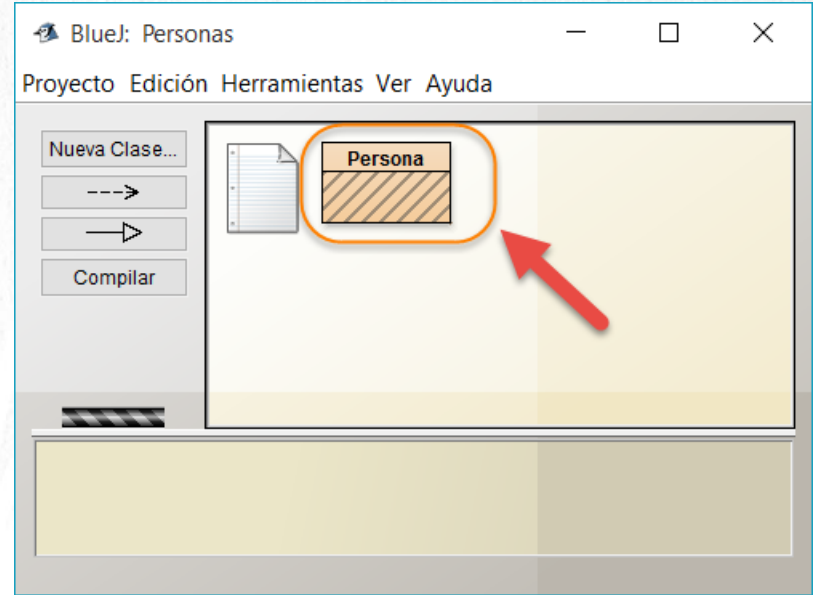 BlueJ: Personas
Proyecto Edición Herramientas Ver Ayuda
Nueva Clase...
Persona
Compilar